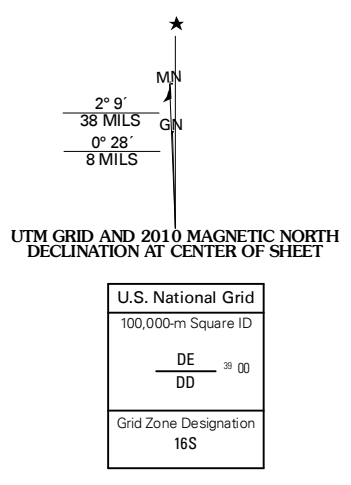 ★
MN
2° 9´
38 MILS
GN
0° 28´
8 MILS
UTM GRID AND 2010 MAGNETIC NORTH
DECLINATION AT CENTER OF SHEET
U.S. National Grid
100,000-m Square ID
DE
39 00
DD
Grid Zone Designation
16S